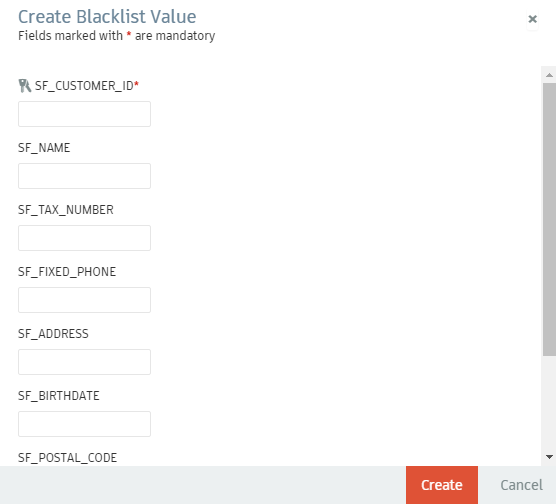 Create Blacklist Value
Fields marked with * are mandatory
SF_CUSTOMER_ID*
SF_NAME
SF_TAX_NUMBER
SF_FIXED_PHONE
SF_ADDRESS
SF_BIRTHDATE
SF_POSTAL_CODE
Create Cancel